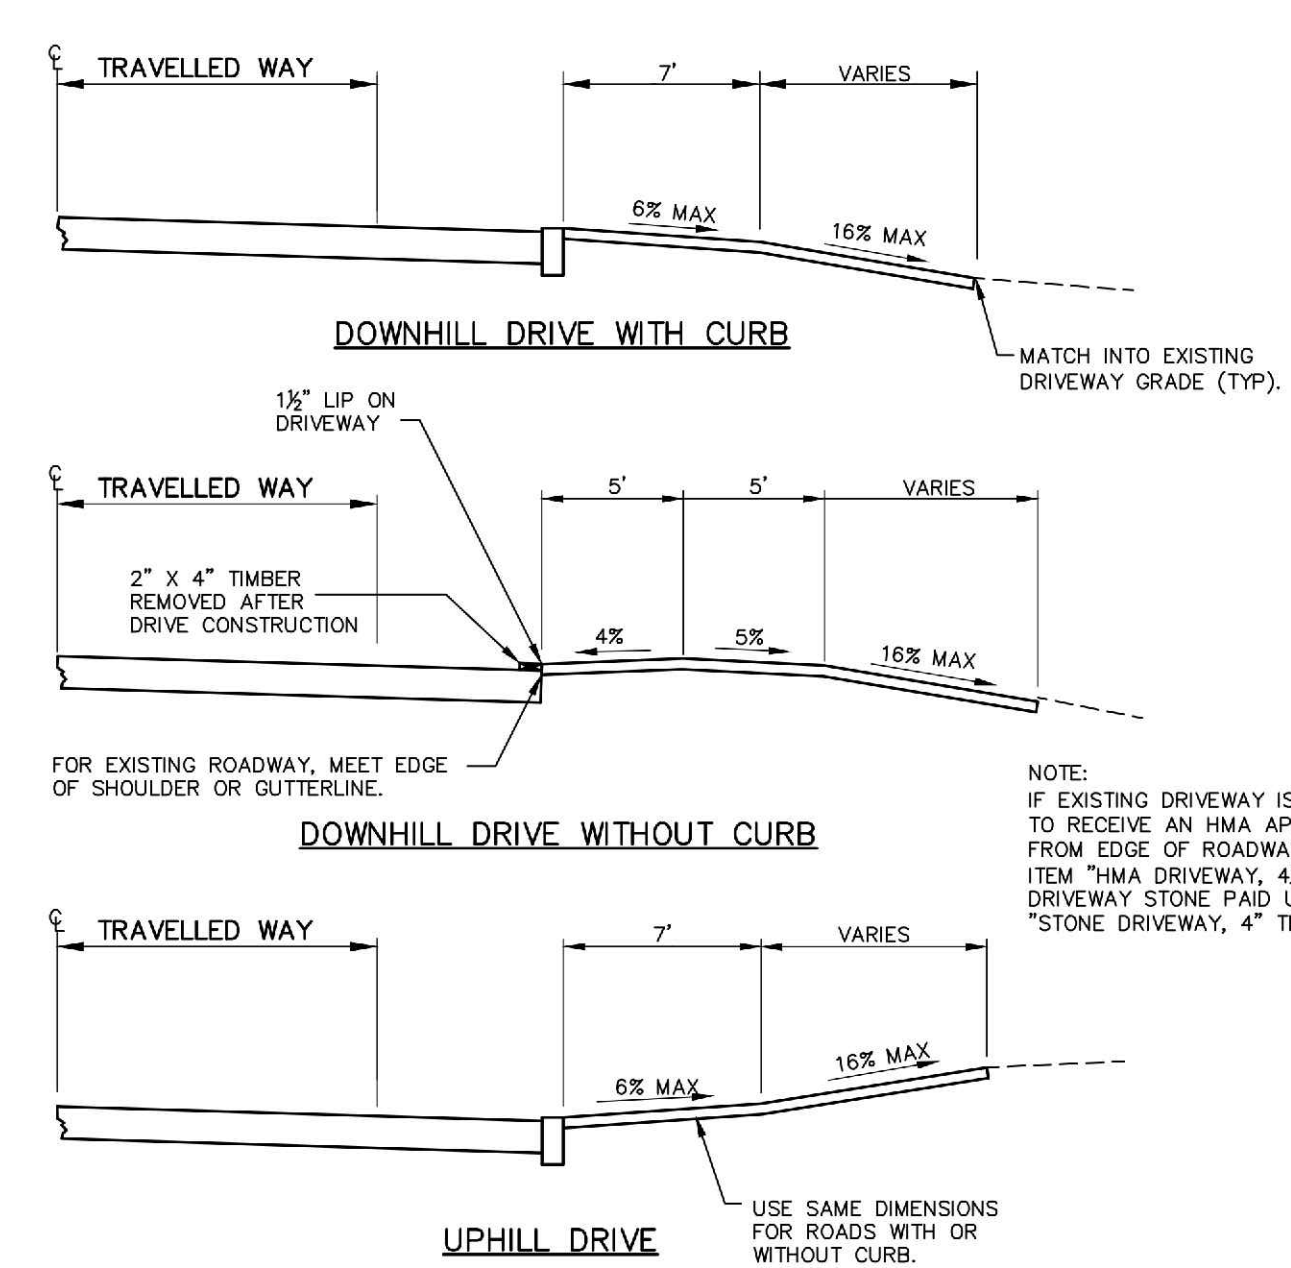 ℄ TRAVELLED WAY
7'
VARIES
6% MAX
16% MAX
DOWNHILL DRIVE WITH CURB
MATCH INTO EXISTING
DRIVEWAY GRADE (TYP).
1½" LIP ON
DRIVEWAY
℄ TRAVELLED WAY
5'
5'
VARIES
2" X 4" TIMBER
REMOVED AFTER
DRIVE CONSTRUCTION
4%
5%
16% MAX
FOR EXISTING ROADWAY, MEET EDGE
OF SHOULDER OR GUTTERLINE.
DOWNHILL DRIVE WITHOUT CURB
NOTE:
IF EXISTING DRIVEWAY IS
TO RECEIVE AN HMA AP
FROM EDGE OF ROADWA
ITEM "HMA DRIVEWAY, 4
DRIVEWAY STONE PAID U
"STONE DRIVEWAY, 4" T
℄ TRAVELLED WAY
7'
VARIES
6% MAX
16% MAX
USE SAME DIMENSIONS
FOR ROADS WITH OR
WITHOUT CURB.
UPHILL DRIVE